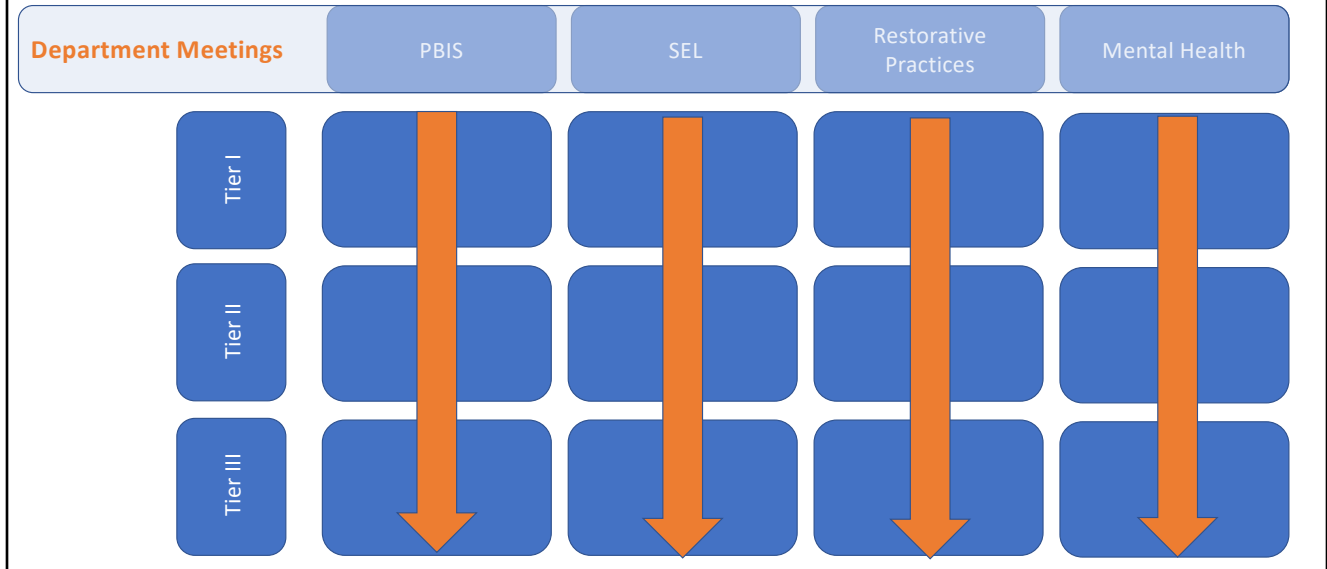 Department Meetings
PBIS
SEL
Restorative
Practices
Mental Health
Tier I
Tier II
Tier III